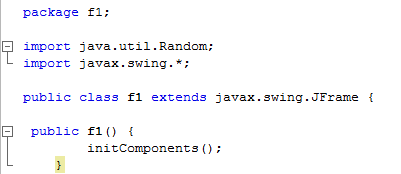 package f1;
import java.util.Random;
import javax.swing.*;
public class f1 extends javax.swing.JFrame {
public f1() {
initComponents();
}